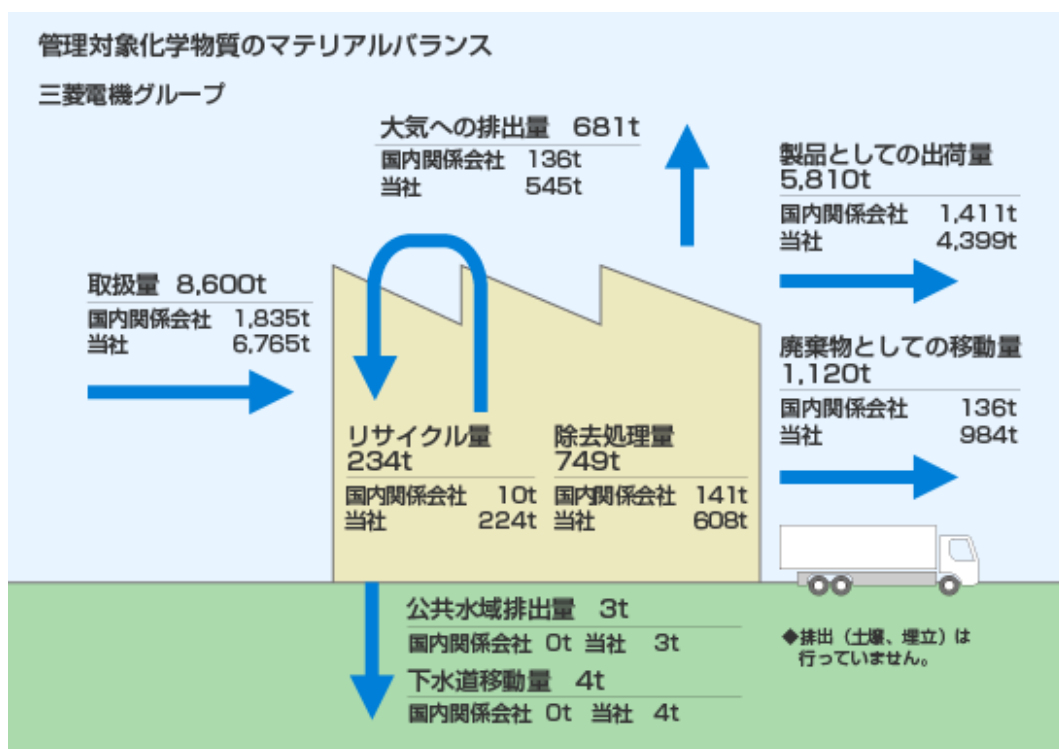 管理対象化学物質のマテリアルバランス
三菱電機グループ
大気への排出量 681t
国内関係会社 136t
当社 545t
製品としての出荷量
5,810t
国内関係会社 1,411t
当社 4,399t
取扱量 8,600t
国内関係会社 1,835t
当社 6,765t
廃棄物としての移動量
1,120t
国内関係会社 136t
当社 984t
リサイクル量
234t
国内関係会社 10t
当社 224t
除去処理量
749t
国内関係会社 141t
当社 608t
公共水域排出量 3t
国内関係会社 0t 当社 3t
下水道移動量 4t
国内関係会社 0t 当社 4t
◆排出（土壌、埋立）は
行っていません。